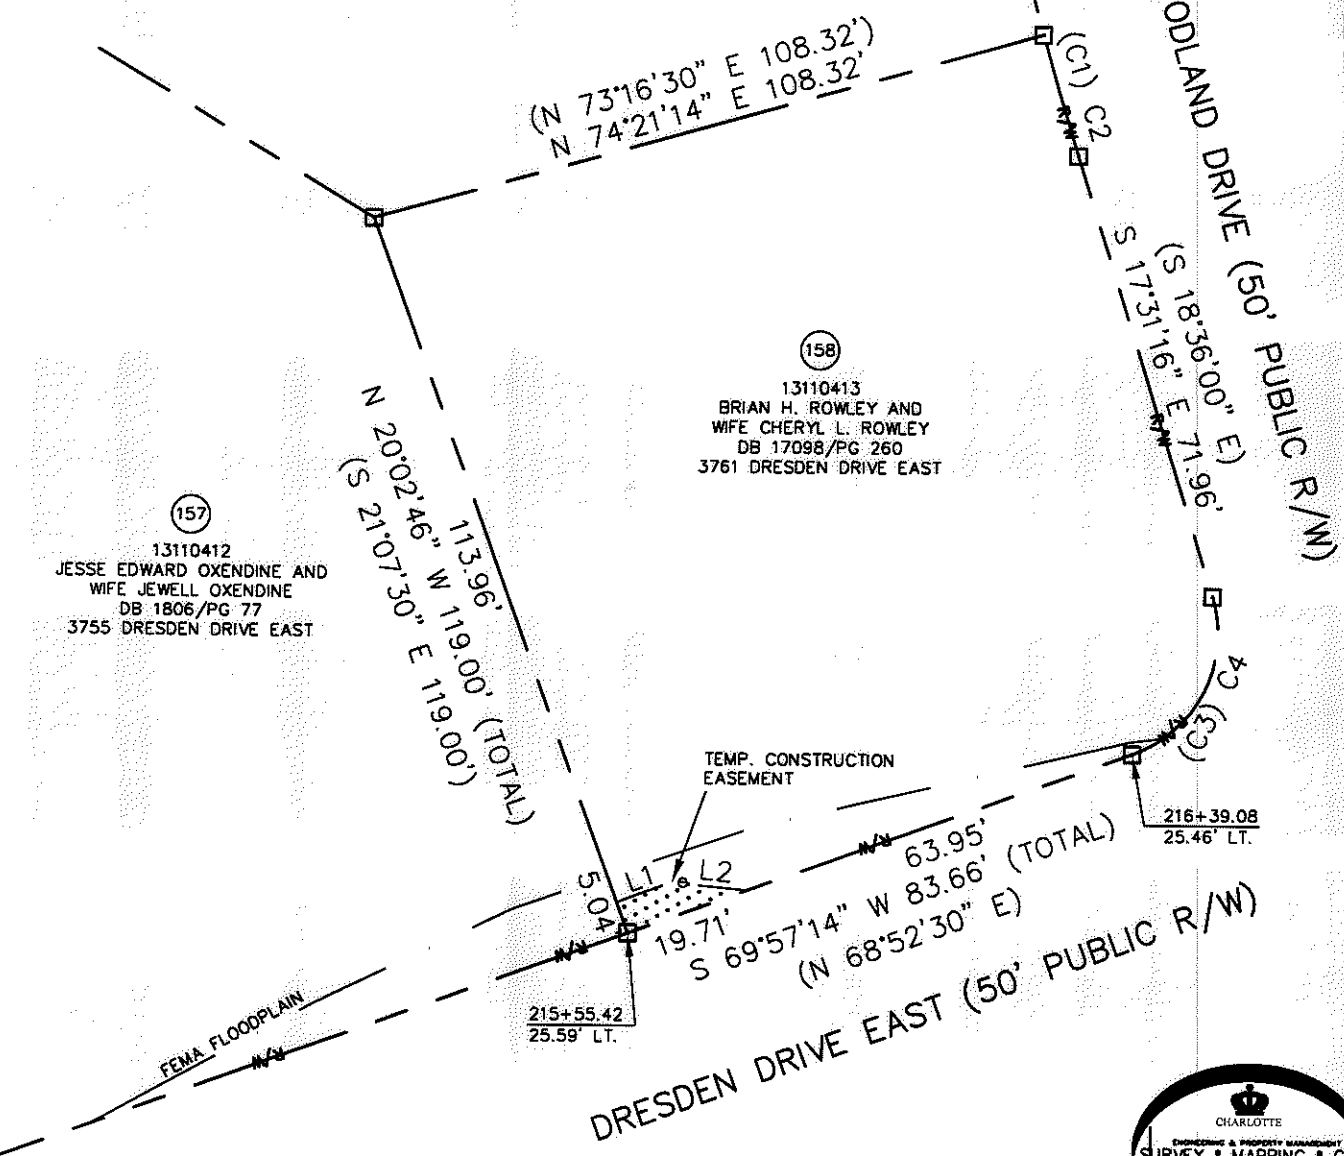 ODLAND DRIVE (50' PUBLIC R/W)
(N 73°16'30" E 108.32')
N 74°21'14" E 108.32'
(C1) C2
R/W
(S 18°36'00" E)
S 17°31'16" E 71.96'
R/W
158
13110413
BRIAN H. ROWLEY AND
WIFE CHERYL L. ROWLEY
DB 17098/PG 260
3761 DRESDEN DRIVE EAST
113.96'
N 20°02'46" W 119.00' (TOTAL)
(S 21°07'30" E 119.00')
157
13110412
JESSE EDWARD OXENDINE AND
WIFE JEWELL OXENDINE
DB 1806/PG 77
3755 DRESDEN DRIVE EAST
(C3) C4
R/W
TEMP. CONSTRUCTION
EASEMENT
216+39.08
25.46' LT.
5.04'
L1
L2
R/W
63.95'
19.71'
S 69°57'14" W 83.66' (TOTAL)
(N 68°52'30" E)
R/W
215+55.42
25.59' LT.
FEMA FLOODPLAIN
R/W
DRESDEN DRIVE EAST (50' PUBLIC R/W)
CHARLOTTE
ENGINEERING & PROPERTY MANAGEMENT
SURVEY & MAPPING & G